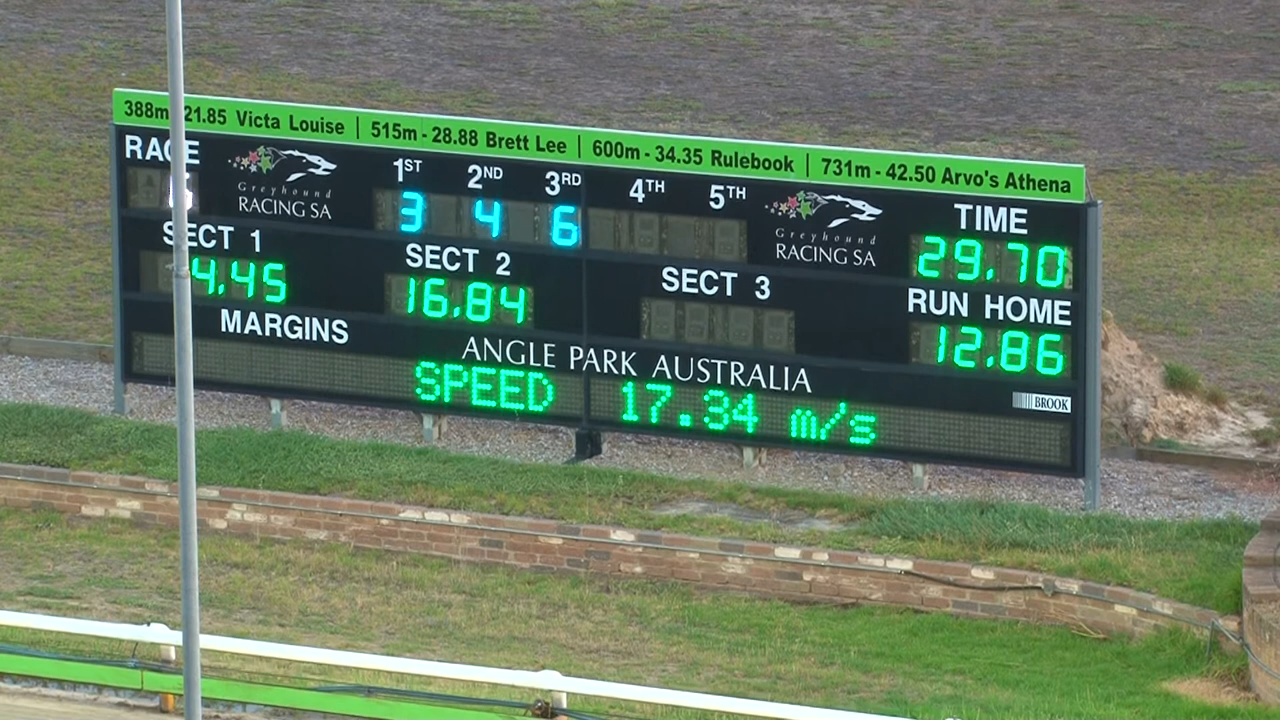 388m 21.85 Victa Louise | 515m - 28.88 Brett Lee | 600m - 34.35 Rulebook | 731m - 42.50 Arvo's Athena
RACE
Greyhound
RACING SA
1ST 2ND 3RD 4TH 5TH
3 4 6
Greyhound
RACING SA
TIME
29.70
SECT 1
4.45
SECT 2
16.84
SECT 3
RUN HOME
12.86
MARGINS
ANGLE PARK AUSTRALIA
SPEED 17.34 m/s
BROOK